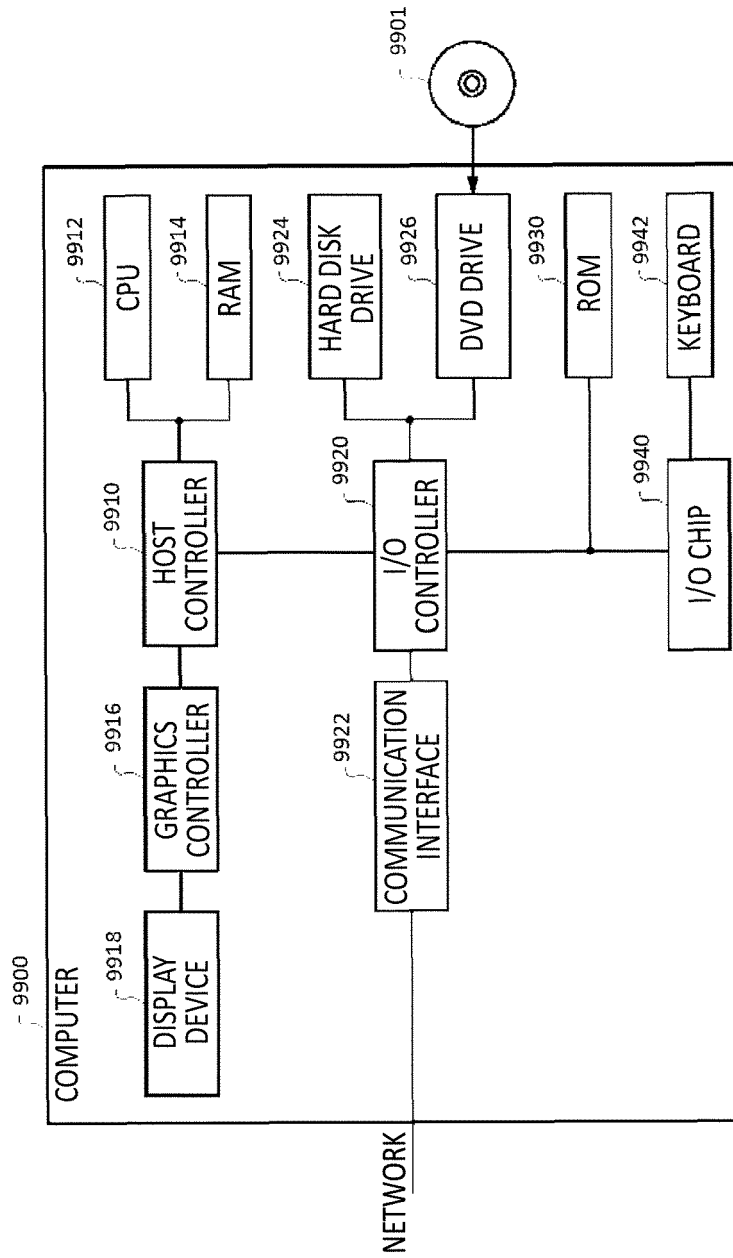 9900
COMPUTER
9918
DISPLAY
DEVICE
9916
GRAPHICS
CONTROLLER
9910
HOST
CONTROLLER
9912
CPU
9914
RAM
9922
COMMUNICATION
INTERFACE
9920
I/O
CONTROLLER
9924
HARD DISK
DRIVE
9926
DVD DRIVE
9901
9930
ROM
9940
I/O CHIP
9942
KEYBOARD
NETWORK